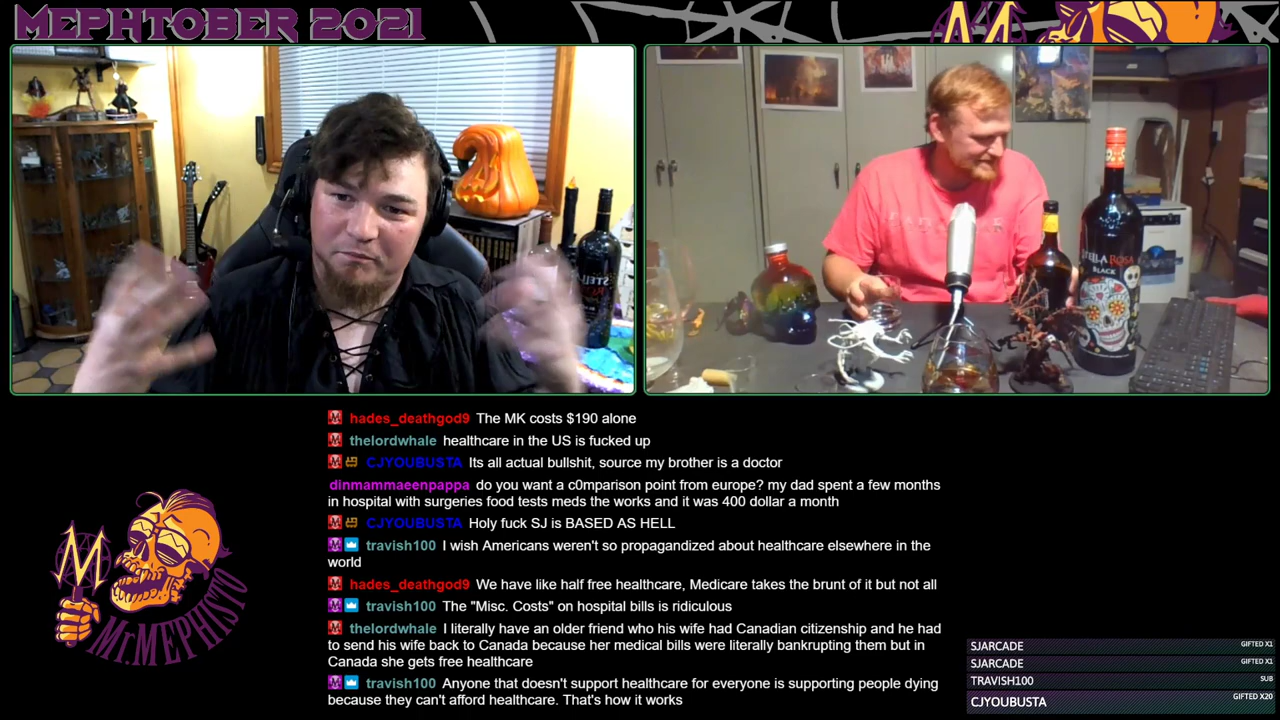 MEPHTOBER 2021
STELLA ROSA
BLACK
hades_deathgod9 The MK costs $190 alone
thelordwhale healthcare in the US is fucked up
CJYOUBUSTA Its all actual bullshit, source my brother is a doctor
dinmammaeenpappa do you want a c0mparison point from europe? my dad spent a few months
in hospital with surgeries food tests meds the works and it was 400 dollar a month
CJYOUBUSTA Holy fuck SJ is BASED AS HELL
travish100 I wish Americans weren't so propagandized about healthcare elsewhere in the
world
hades_deathgod9 We have like half free healthcare, Medicare takes the brunt of it but not all
travish100 The "Misc. Costs" on hospital bills is ridiculous
thelordwhale I literally have an older friend who his wife had Canadian citizenship and he had
to send his wife back to Canada because her medical bills were literally bankrupting them but in
Canada she gets free healthcare
travish100 Anyone that doesn't support healthcare for everyone is supporting people dying
because they can't afford healthcare. That's how it works
M
Mr.MEPHISTO
SJARCADE GIFTED X1
SJARCADE GIFTED X1
TRAVISH100 SUB
CJYOUBUSTA GIFTED X20